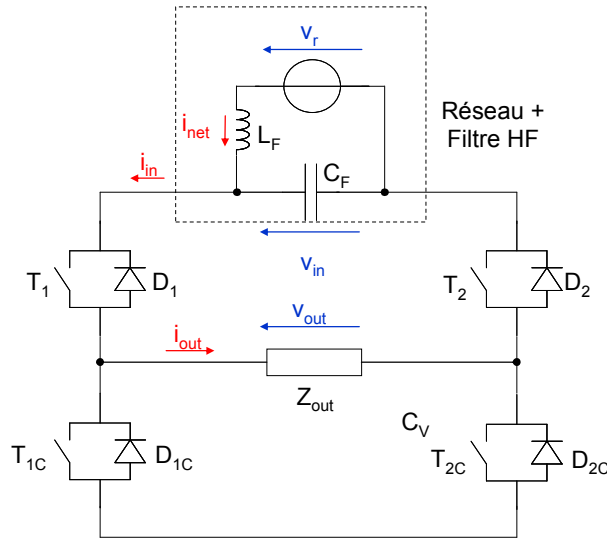 v_r
Réseau +
Filtre HF
i_net
L_F
C_F
i_in
v_in
T_1
D_1
T_2
D_2
v_out
i_out
Z_out
C_V
T_1C
D_1C
T_2C
D_2C